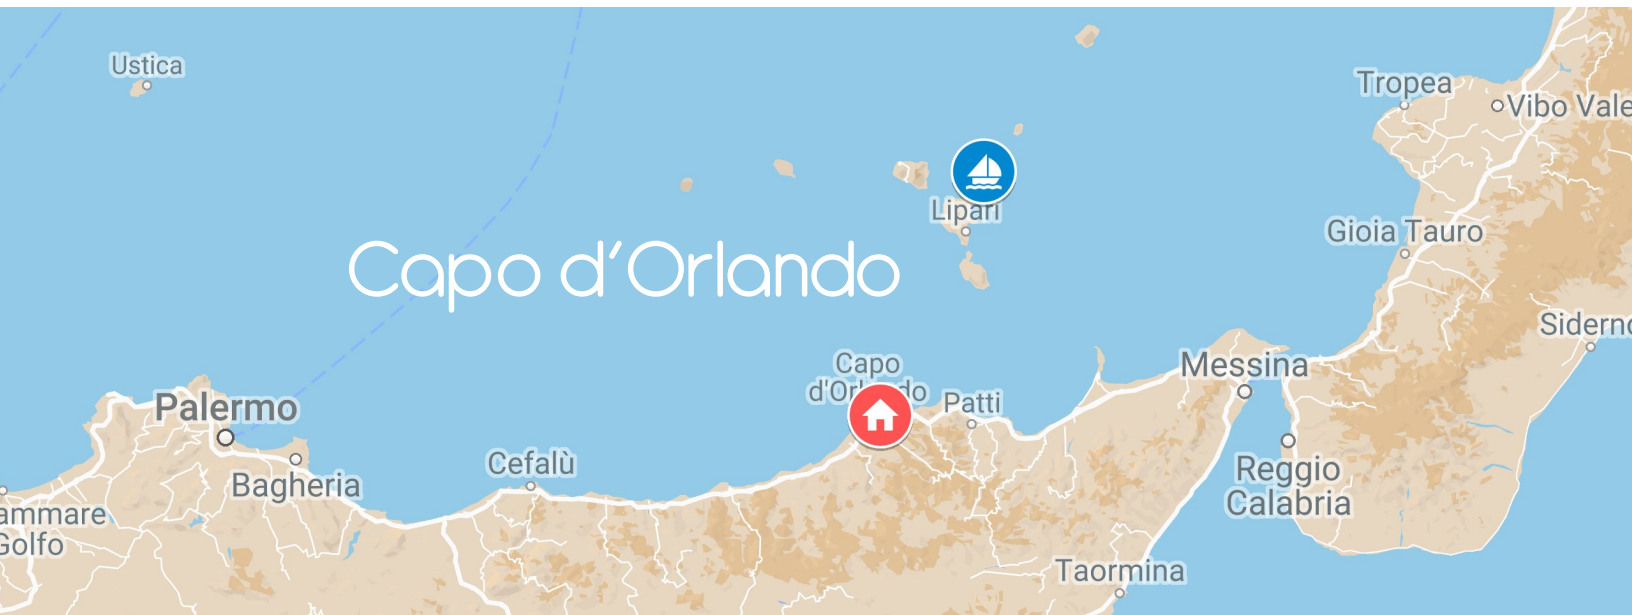 Ustica
Tropea
Vibo Vale
Lipari
Gioia Tauro
Capo d'Orlando
Siderno
Capo
d'Orlando
Messina
Patti
Palermo
Cefalù
Bagheria
Reggio
Calabria
ammare
Golfo
Taormina